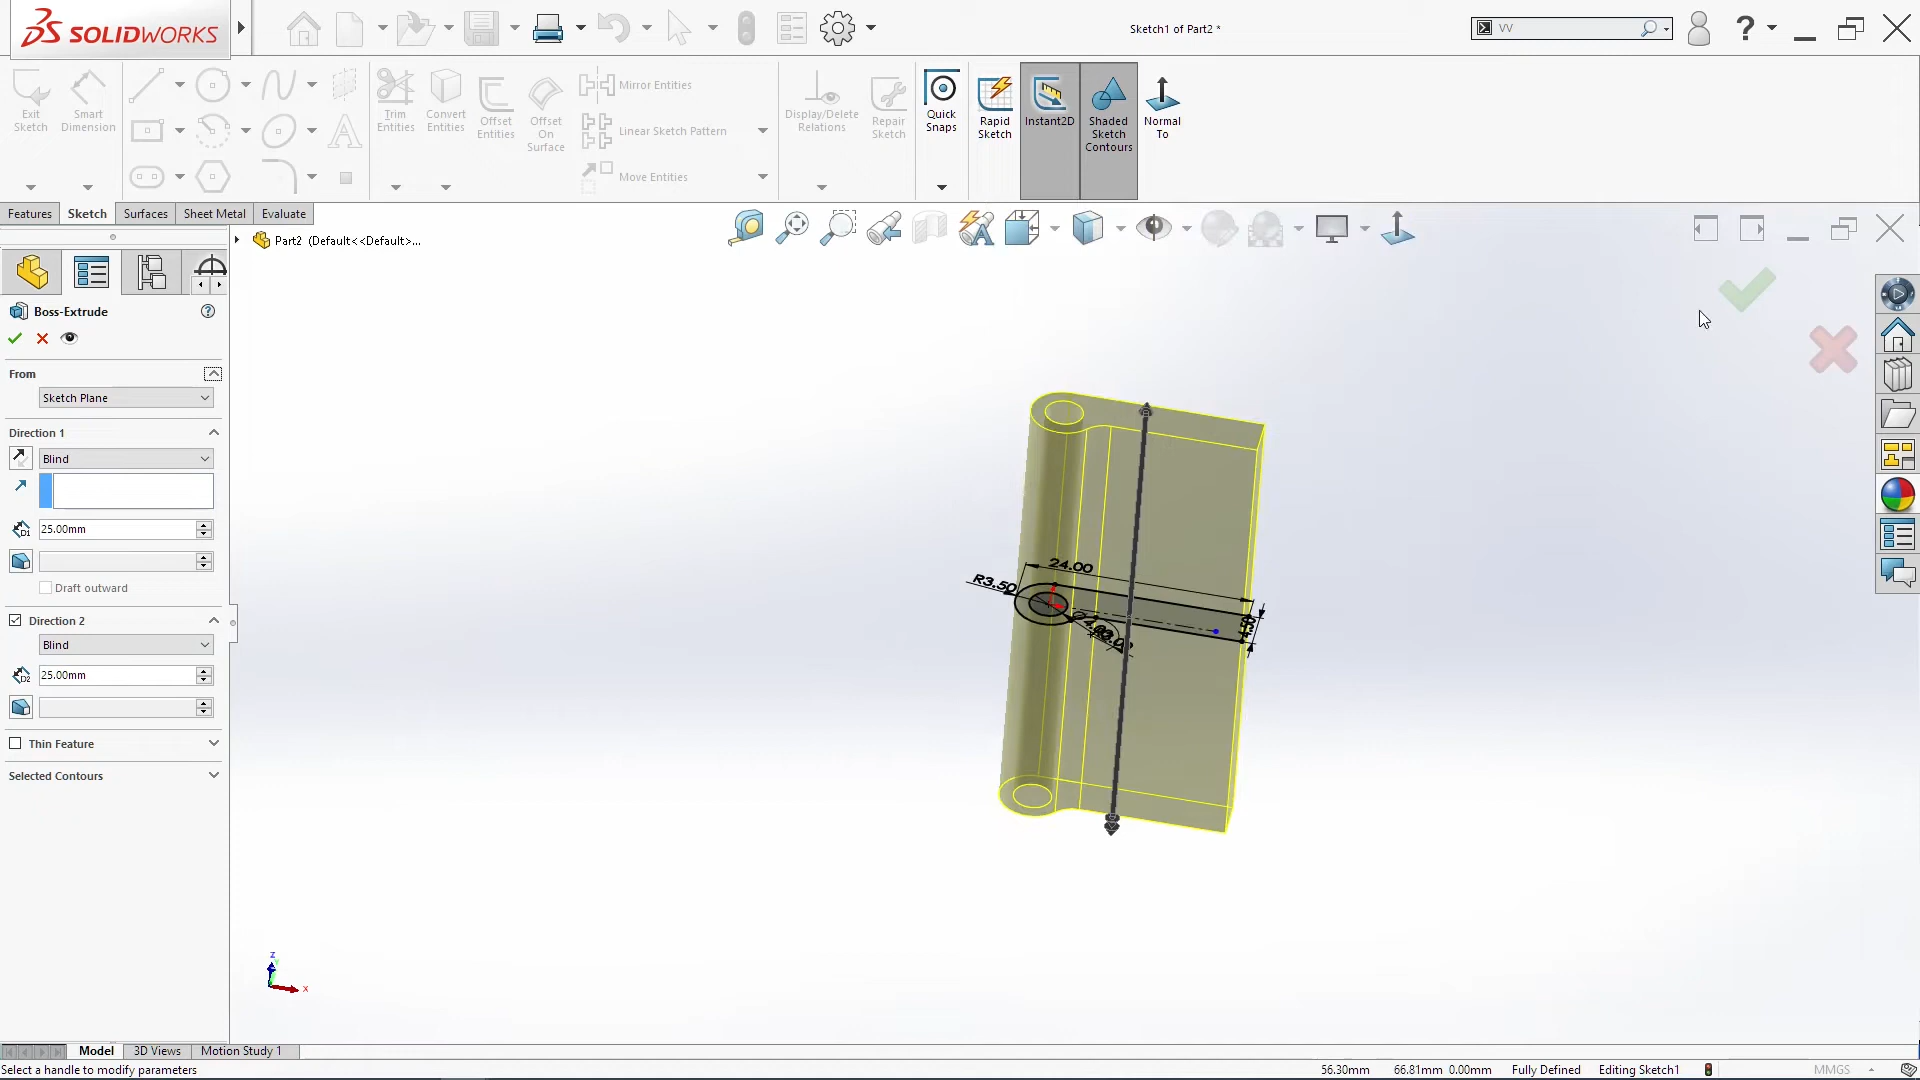 SOLIDWORKS
Sketch1 of Part2 *
VV
Exit Sketch
Smart Dimension
Trim Entities
Convert Entities
Offset Entities
Offset On Surface
Mirror Entities
Linear Sketch Pattern
Move Entities
Display/Delete Relations
Repair Sketch
Quick Snaps
Rapid Sketch
Instant2D
Shaded Sketch Contours
Normal To
Features
Sketch
Surfaces
Sheet Metal
Evaluate
Part2 (Default<<Default>...
Boss-Extrude
From
Sketch Plane
Direction 1
Blind
D1
25.00mm
Draft outward
Direction 2
Blind
D2
25.00mm
Thin Feature
Selected Contours
24.00
R3.50
4.50
z
x
Model
3D Views
Motion Study 1
Select a handle to modify parameters
56.30mm
66.81mm 0.00mm
Fully Defined
Editing Sketch1
MMGS